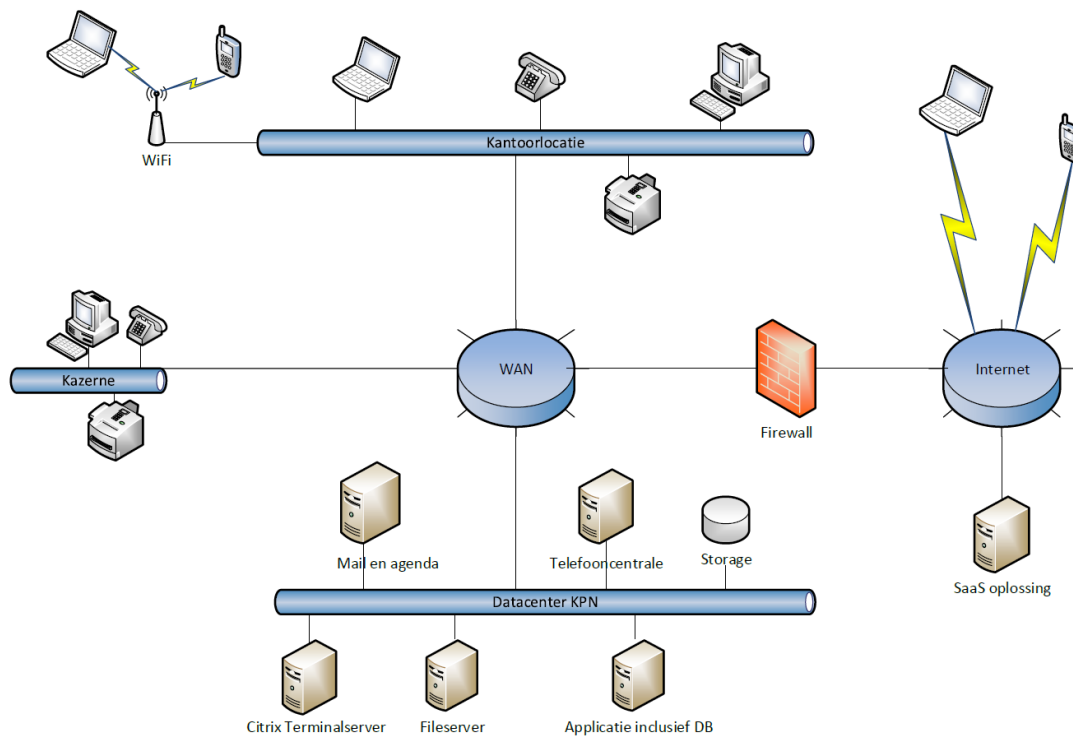 WiFi
Kantoorlocatie
Kazerne
WAN
Firewall
Internet
Mail en agenda
Telefooncentrale
Storage
SaaS oplossing
Datacenter KPN
Citrix Terminalserver
Fileserver
Applicatie inclusief DB